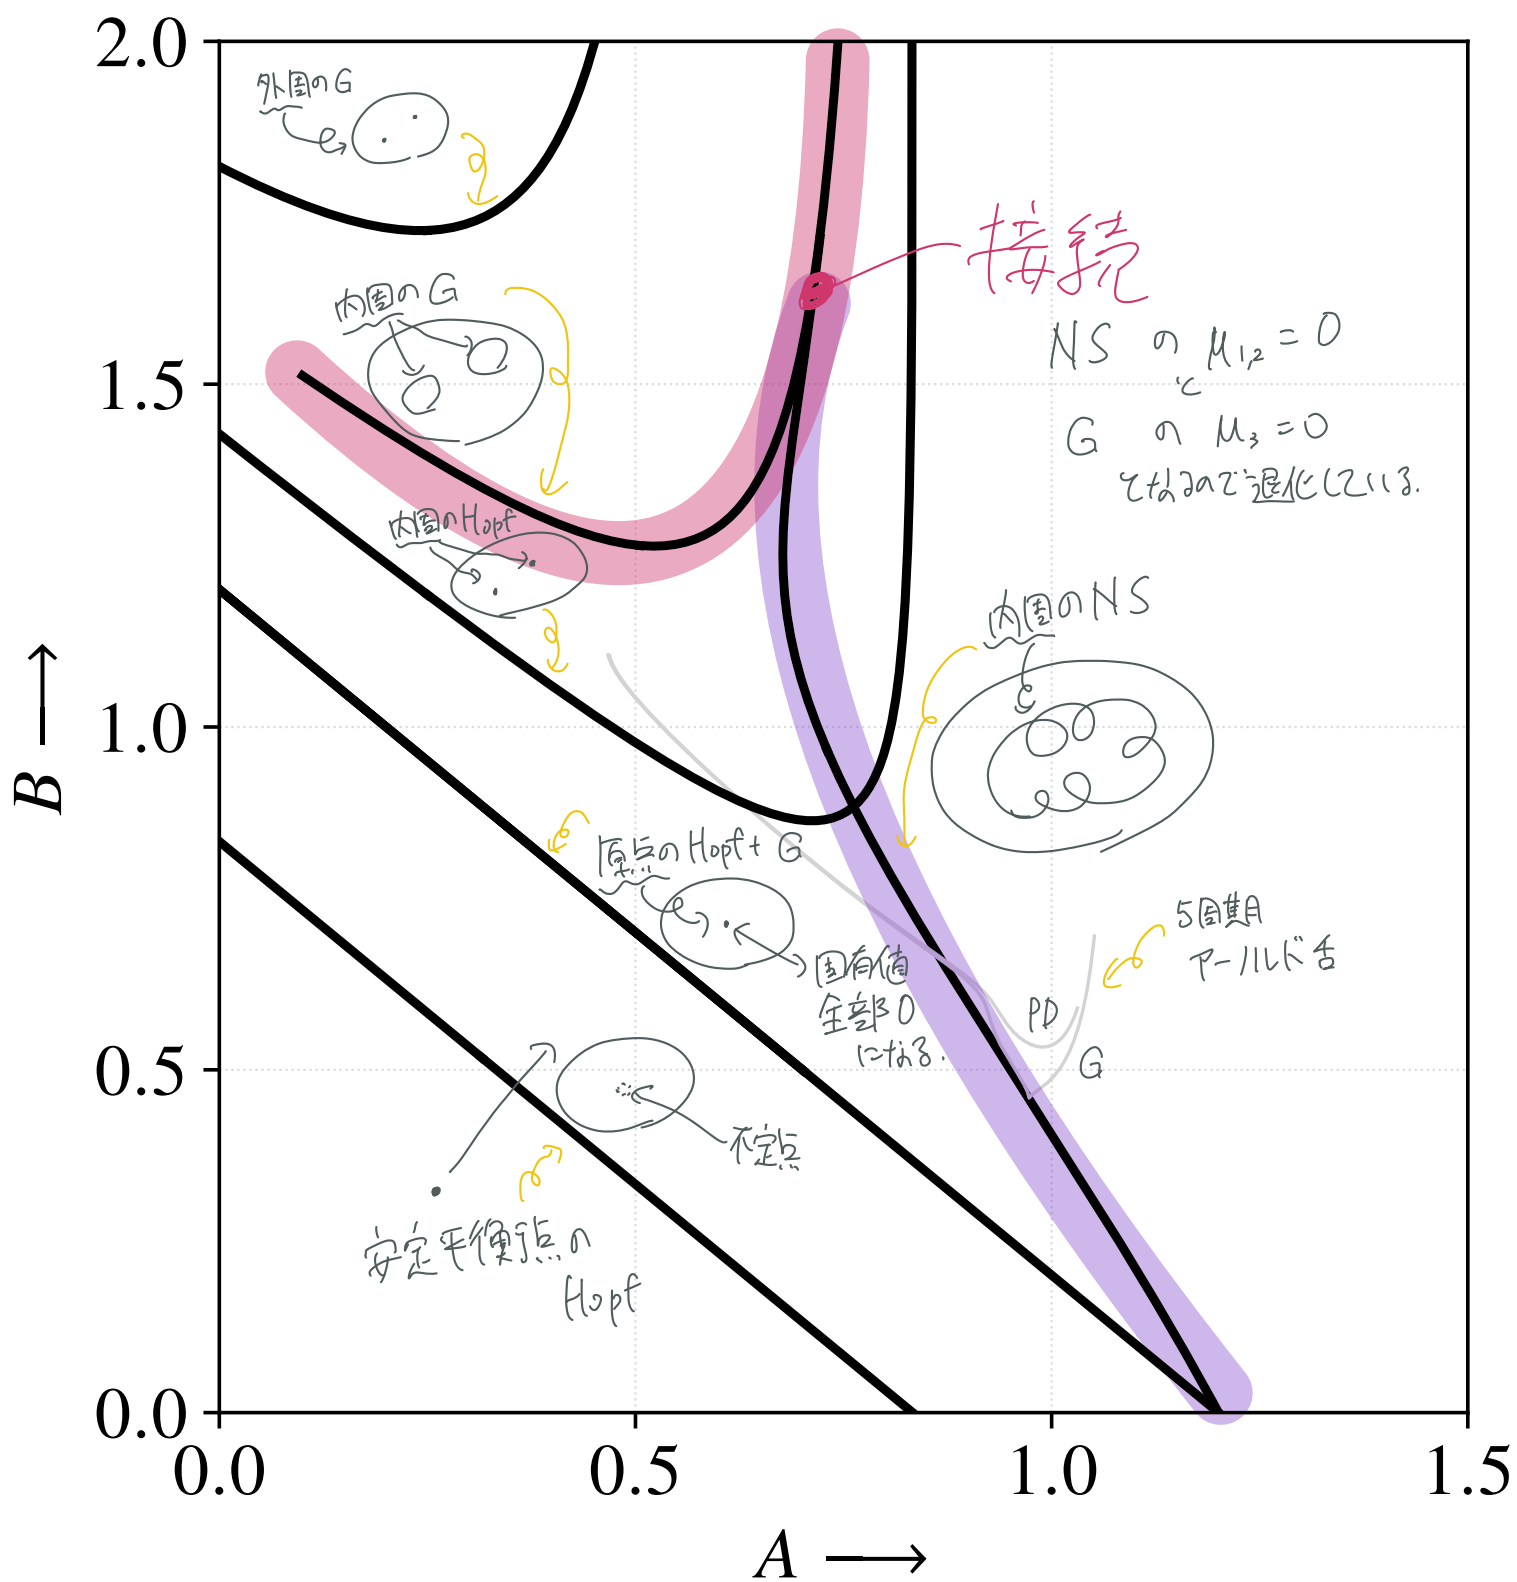 2.0
外周のG
接続
内周のG
NS の μ1,2 = 0
と
1.5
G の μ3 = 0
となるので退化している.
内周のHopf
内周のNS
B
1.0
原点のHopf + G
5周期
アーノルド舌
固有値
全部0
になる.
PD
G
0.5
不定点
安定平衡点の
Hopf
0.0
0.0 0.5 1.0 1.5
A